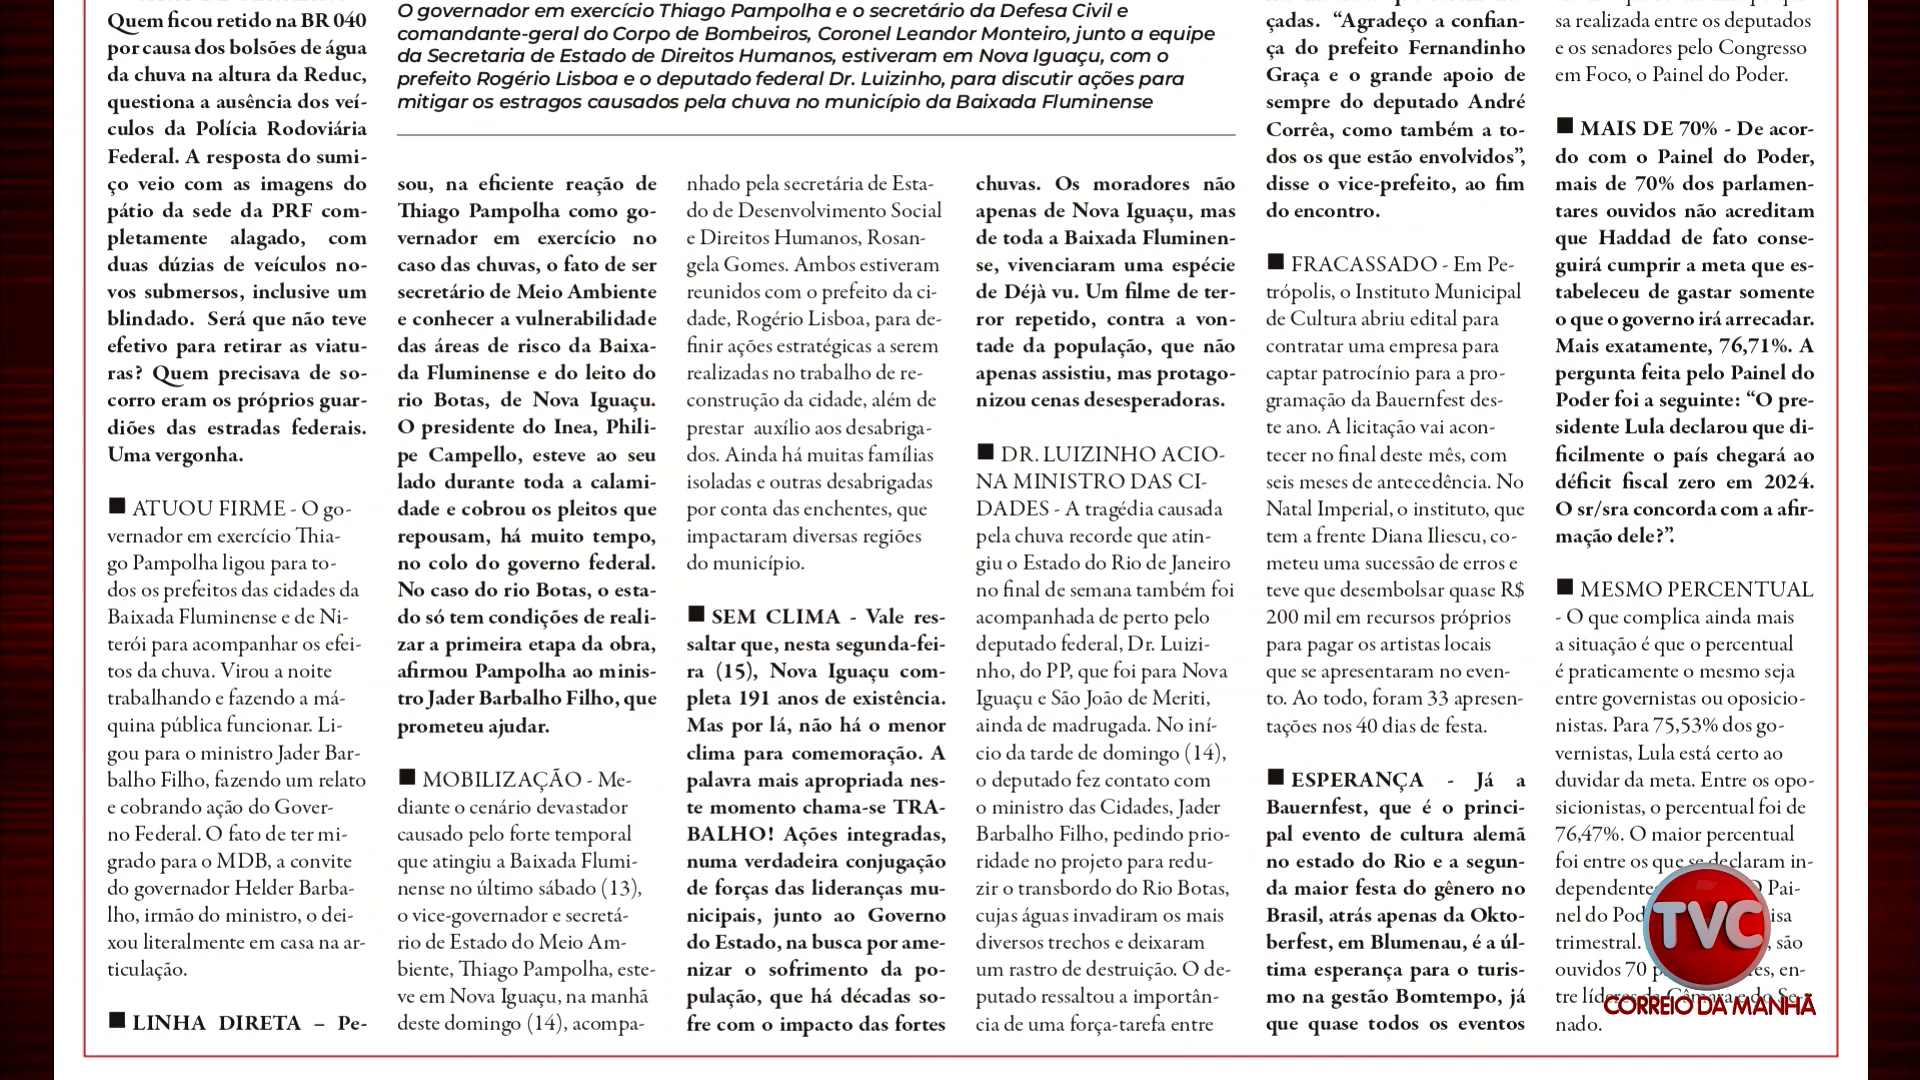 Quem ficou retido na BR 040
por causa dos bolsões de água
da chuva na altura da Reduc,
questiona a ausência dos veí-
culos da Polícia Rodoviária
Federal. A resposta do sumi-
ço veio com as imagens do
pátio da sede da PRF com-
pletamente alagado, com
duas dúzias de veículos no-
vos submersos, inclusive um
blindado. Será que não teve
efetivo para retirar as viatu-
ras? Quem precisava de so-
corro eram os próprios guar-
diões das estradas federais.
Uma vergonha.
■ ATUOU FIRME - O go-
vernador em exercício Thia-
go Pampolha ligou para to-
dos os prefeitos das cidades da
Baixada Fluminense e de Ni-
terói para acompanhar os efei-
tos da chuva. Virou a noite
trabalhando e fazendo a má-
quina pública funcionar. Li-
gou para o ministro Jader Bar-
balho Filho, fazendo um relato
e cobrando ação do Gover-
no Federal. O fato de ter mi-
grado para o MDB, a convite
do governador Helder Barba-
lho, irmão do ministro, o dei-
xou literalmente em casa na ar-
ticulação.
■ LINHA DIRETA – Pe-
O governador em exercício Thiago Pampolha e o secretário da Defesa Civil e
comandante-geral do Corpo de Bombeiros, Coronel Leandor Monteiro, junto a equipe
da Secretaria de Estado de Direitos Humanos, estiveram em Nova Iguaçu, com o
prefeito Rogério Lisboa e o deputado federal Dr. Luizinho, para discutir ações para
mitigar os estragos causados pela chuva no município da Baixada Fluminense
sou, na eficiente reação de
Thiago Pampolha como go-
vernador em exercício no
caso das chuvas, o fato de ser
secretário de Meio Ambiente
e conhecer a vulnerabilidade
das áreas de risco da Baixa-
da Fluminense e do leito do
rio Botas, de Nova Iguaçu.
O presidente do Inea, Phili-
pe Campello, esteve ao seu
lado durante toda a calami-
dade e cobrou os pleitos que
repousam, há muito tempo,
no colo do governo federal.
No caso do rio Botas, o esta-
do só tem condições de reali-
zar a primeira etapa da obra,
afirmou Pampolha ao minis-
tro Jader Barbalho Filho, que
prometeu ajudar.
■ MOBILIZAÇÃO - Me-
diante o cenário devastador
causado pelo forte temporal
que atingiu a Baixada Flumi-
nense no último sábado (13),
o vice-governador e secretá-
rio de Estado do Meio Am-
biente, Thiago Pampolha, este-
ve em Nova Iguaçu, na manhã
deste domingo (14), acompa-
nhado pela secretária de Esta-
do de Desenvolvimento Social
e Direitos Humanos, Rosan-
gela Gomes. Ambos estiveram
reunidos com o prefeito da ci-
dade, Rogério Lisboa, para de-
finir ações estratégicas a serem
realizadas no trabalho de re-
construção da cidade, além de
prestar auxílio aos desabriga-
dos. Ainda há muitas famílias
isoladas e outras desabrigadas
por conta das enchentes, que
impactaram diversas regiões
do município.
■ SEM CLIMA - Vale res-
saltar que, nesta segunda-fei-
ra (15), Nova Iguaçu com-
pleta 191 anos de existência.
Mas por lá, não há o menor
clima para comemoração. A
palavra mais apropriada nes-
te momento chama-se TRA-
BALHO! Ações integradas,
numa verdadeira conjugação
de forças das lideranças mu-
nicipais, junto ao Governo
do Estado, na busca por ame-
nizar o sofrimento da po-
pulação, que há décadas so-
fre com o impacto das fortes
chuvas. Os moradores não
apenas de Nova Iguaçu, mas
de toda a Baixada Fluminen-
se, vivenciaram uma espécie
de Déjà vu. Um filme de ter-
ror repetido, contra a von-
tade da população, que não
apenas assistiu, mas protago-
nizou cenas desesperadoras.
■ DR. LUIZINHO ACIO-
NA MINISTRO DAS CI-
DADES - A tragédia causada
pela chuva recorde que atin-
giu o Estado do Rio de Janeiro
no final de semana também foi
acompanhada de perto pelo
deputado federal, Dr. Luizi-
nho, do PP, que foi para Nova
Iguaçu e São João de Meriti,
ainda de madrugada. No iní-
cio da tarde de domingo (14),
o deputado fez contato com
o ministro das Cidades, Jader
Barbalho Filho, pedindo prio-
ridade no projeto para redu-
zir o transbordo do Rio Botas,
cujas águas invadiram os mais
diversos trechos e deixaram
um rastro de destruição. O de-
putado ressaltou a importân-
cia de uma força-tarefa entre
çadas. “Agradeço a confian-
ça do prefeito Fernandinho
Graça e o grande apoio de
sempre do deputado André
Corrêa, como também a to-
dos os que estão envolvidos”,
disse o vice-prefeito, ao fim
do encontro.
■ FRACASSADO - Em Pe-
trópolis, o Instituto Municipal
de Cultura abriu edital para
contratar uma empresa para
captar patrocínio para a pro-
gramação da Bauernfest des-
te ano. A licitação vai acon-
tecer no final deste mês, com
seis meses de antecedência. No
Natal Imperial, o instituto, que
tem a frente Diana Iliescu, co-
meteu uma sucessão de erros e
teve que desembolsar quase R$
200 mil em recursos próprios
para pagar os artistas locais
que se apresentaram no even-
to. Ao todo, foram 33 apresen-
tações nos 40 dias de festa.
■ ESPERANÇA - Já a
Bauernfest, que é o princi-
pal evento de cultura alemã
no estado do Rio e a segun-
da maior festa do gênero no
Brasil, atrás apenas da Okto-
berfest, em Blumenau, é a úl-
tima esperança para o turis-
mo na gestão Bomtempo, já
que quase todos os eventos
sa realizada entre os deputados
e os senadores pelo Congresso
em Foco, o Painel do Poder.
■ MAIS DE 70% - De acor-
do com o Painel do Poder,
mais de 70% dos parlamen-
tares ouvidos não acreditam
que Haddad de fato conse-
guirá cumprir a meta que es-
tabeleceu de gastar somente
o que o governo irá arrecadar.
Mais exatamente, 76,71%. A
pergunta feita pelo Painel do
Poder foi a seguinte: “O pre-
sidente Lula declarou que di-
ficilmente o país chegará ao
déficit fiscal zero em 2024.
O sr/sra concorda com a afir-
mação dele?”.
■ MESMO PERCENTUAL
- O que complica ainda mais
a situação é que o percentual
é praticamente o mesmo seja
entre governistas ou oposicio-
nistas. Para 75,53% dos go-
vernistas, Lula está certo ao
duvidar da meta. Entre os opo-
sicionistas, o percentual foi de
76,47%. O maior percentual
foi entre os que se declaram in-
Pai-
nel do
trimestral. são
ouvidos 70 en-
tre líderes da Câmara e do Se-
nado.
TVC
CORREIO DA MANHÃ